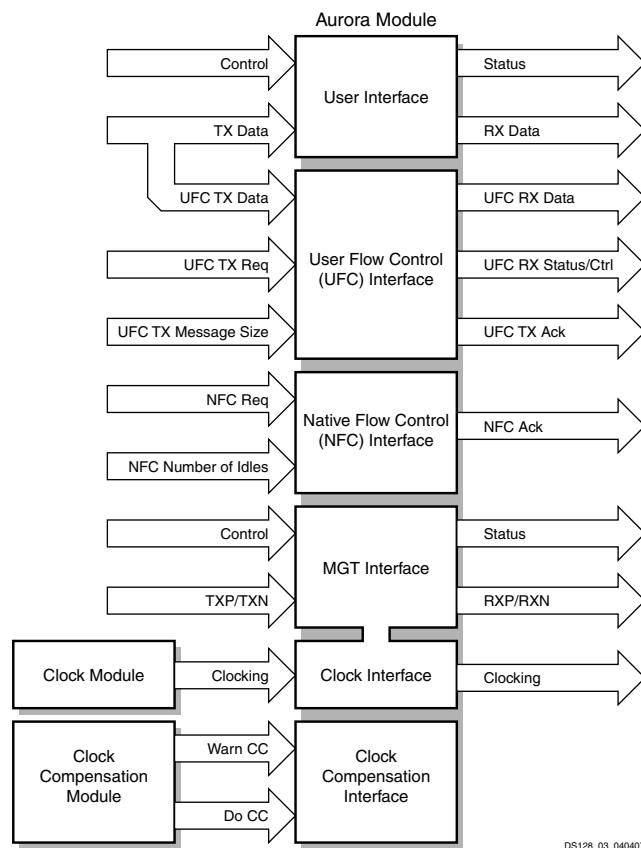 Aurora Module
Control
User Interface
Status
TX Data
RX Data
UFC TX Data
UFC RX Data
UFC TX Req
User Flow Control
(UFC) Interface
UFC RX Status/Ctrl
UFC TX Message Size
UFC TX Ack
NFC Req
Native Flow Control
(NFC) Interface
NFC Ack
NFC Number of Idles
Control
MGT Interface
Status
TXP/TXN
RXP/RXN
Clock Module
Clocking
Clock Interface
Clocking
Clock
Compensation
Module
Warn CC
Do CC
Clock
Compensation
Interface